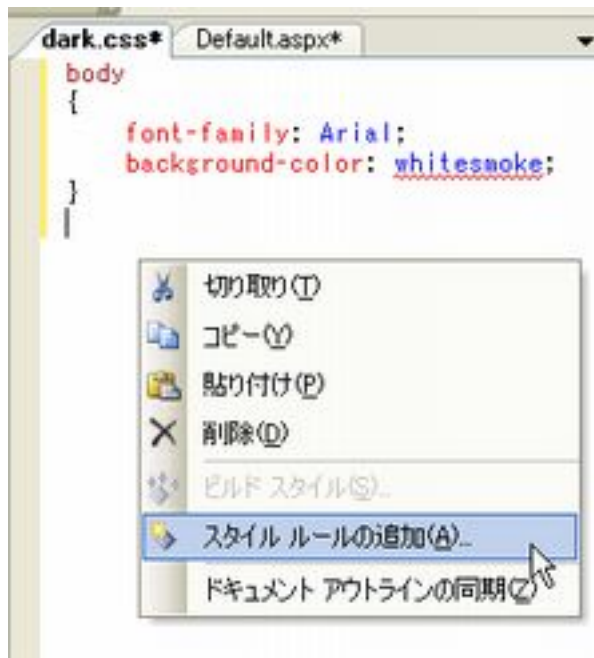 dark.css* Default.aspx*
body
{
font-family: Arial;
background-color: whitesmoke;
}
切り取り(T)
コピー(Y)
貼り付け(P)
削除(D)
ビルド スタイル(S)...
スタイル ルールの追加(A)...
ドキュメント アウトラインの同期(Z)